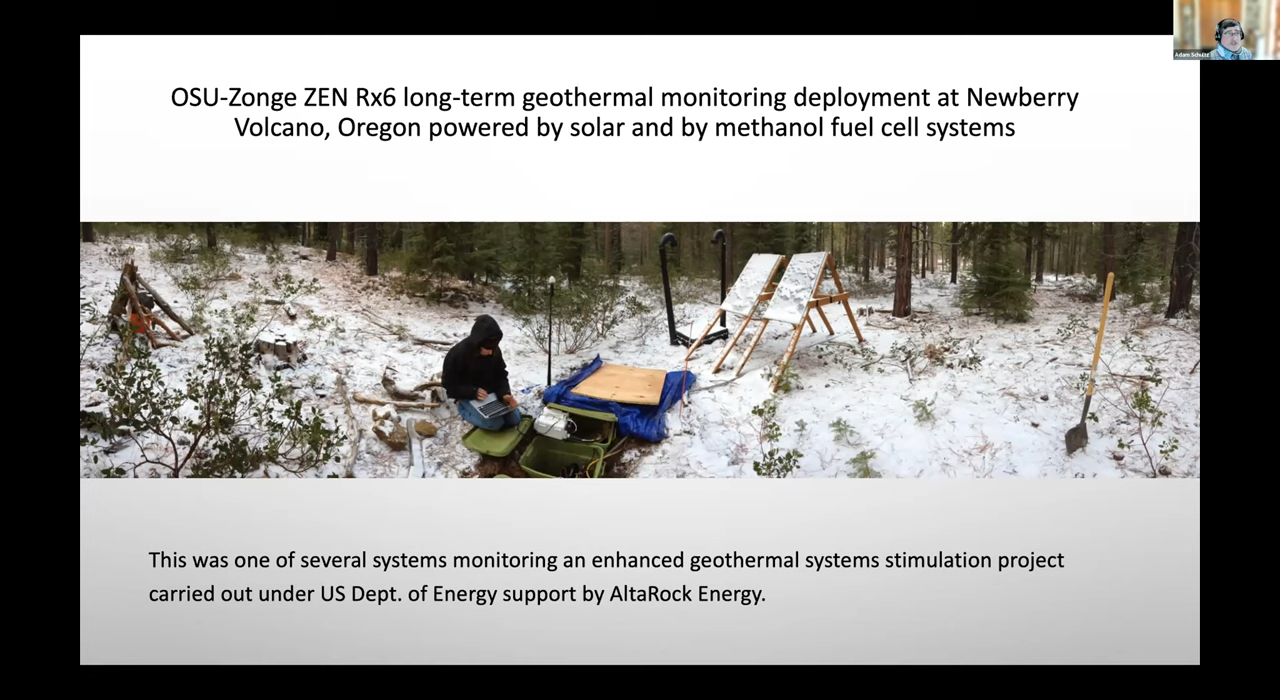 Adam Schultz
OSU-Zonge ZEN Rx6 long-term geothermal monitoring deployment at Newberry
Volcano, Oregon powered by solar and by methanol fuel cell systems
This was one of several systems monitoring an enhanced geothermal systems stimulation project
carried out under US Dept. of Energy support by AltaRock Energy.